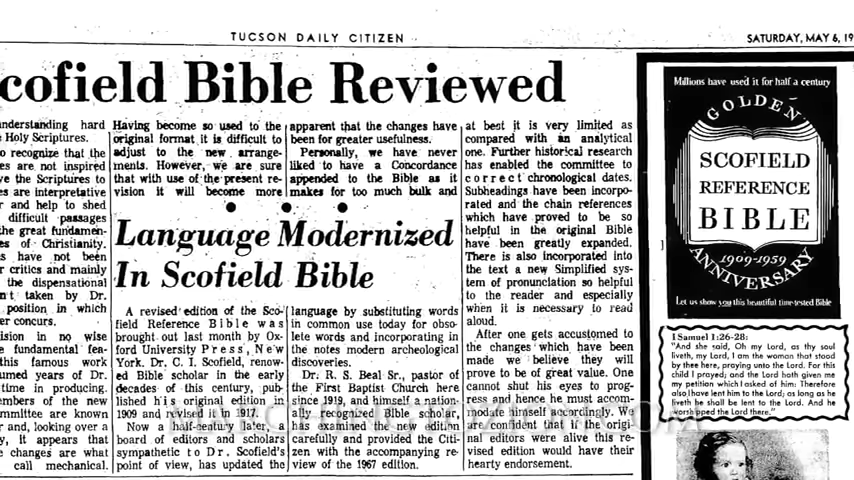 TUCSON DAILY CITIZEN
SATURDAY, MAY 6, 19
cofield Bible Reviewed
nderstanding hard
Holy Scriptures.
o recognize that the
es are not inspired
ve the Scriptures to
es are interpretative
r and help to shed
difficult passages
the great fundamen-
es of Christianity.
s have not been
r critics and mainly
the dispensational
n't taken by Dr.
position in which
er concurs.
ision in no wise
e fundamental fea-
this famous work
umed years of Dr.
time in producing.
embers of the new
ommittee are known
r and, looking over a
y, it appears that
e changes are what
call mechanical.
Having become so used to the
original format it is difficult to
adjust to the new arrange-
ments. However, we are sure
that with use of the present re-
vision it will become more
apparent that the changes have
been for greater usefulness.
Personally, we have never
liked to have a Concordance
appended to the Bible as it
makes for too much bulk and
at best it is very limited as
compared with an analytical
one. Further historical research
has enabled the committee to
correct chronological dates.
Subheadings have been incorpo-
rated and the chain references
which have proved to be so
helpful in the original Bible
have been greatly expanded.
There is also incorporated into
the text a new Simplified sys-
tem of pronunciation so helpful
to the reader and especially
when it is necessary to read
aloud.
After one gets accustomed to
the changes which have been
made we believe they will
prove to be of great value. One
cannot shut his eyes to prog-
ress and hence he must accom-
modate himself accordingly. We
are confident that if the origi-
nal editors were alive this re-
vised edition would have their
hearty endorsement.
Language Modernized
In Scofield Bible
A revised edition of the Sco-
field Reference Bible was
brought out last month by Ox-
ford University Press, New
York. Dr. C. I. Scofield, renow-
ed Bible scholar in the early
decades of this century, pub-
lished his original edition in
1909 and revised it in 1917.
Now a half-century later, a
board of editors and scholars
sympathetic to Dr. Scofield's
point of view, has updated the
language by substituting words
in common use today for obso-
lete words and incorporating in
the notes modern archeological
discoveries.
Dr. R. S. Beal Sr., pastor of
the First Baptist Church here
since 1919, and himself a nation-
ally recognized Bible scholar,
has examined the new edition
carefully and provided the Citi-
zen with the accompanying re-
view of the 1967 edition.
Millions have used it for half a century
GOLDEN
SCOFIELD
REFERENCE
BIBLE
1909-1959
ANNIVERSARY
Let us show you this beautiful time-tested Bible
1 Samuel 1:26-28:
"And she said, Oh my Lord, as thy soul
liveth, my Lord, I am the woman that stood
by thee here, praying unto the Lord. For this
child I prayed; and the Lord hath given me
my petition which I asked of him: Therefore
also I have lent him to the Lord; as long as he
liveth he shall be lent to the Lord. And he
worshipped the Lord there."